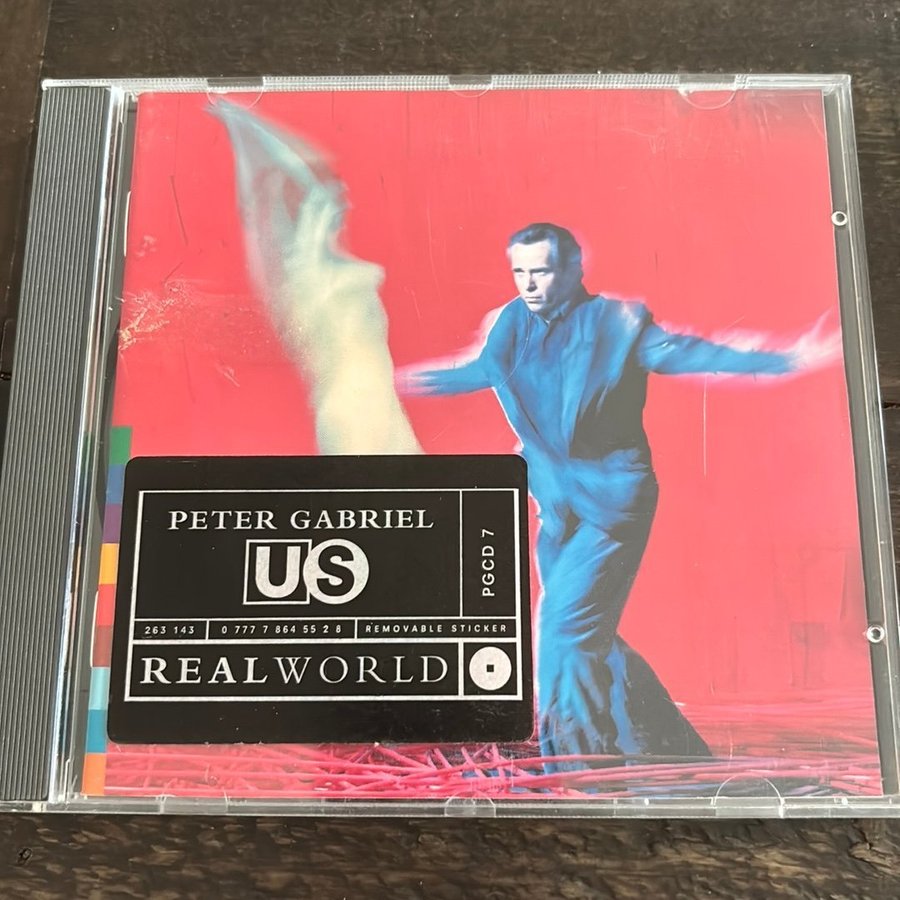 PETER GABRIEL
US
PGCD 7
263 143
0 777 7 864 55 2 8
REMOVABLE STICKER
REALWORLD